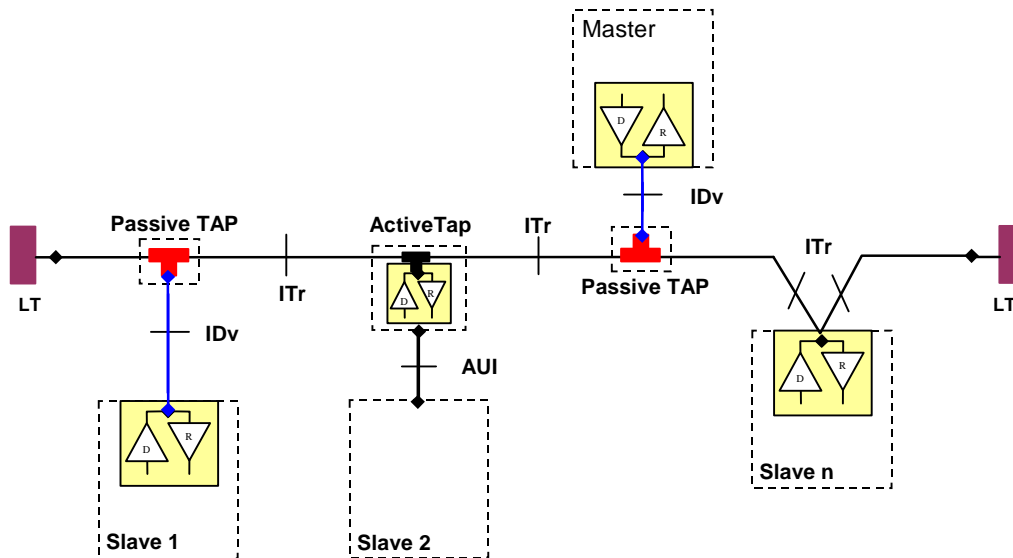 Master
D
R
IDv
Passive TAP
ActiveTap
ITr
ITr
LT
ITr
Passive TAP
LT
D
R
IDv
AUI
D
R
D
R
Slave n
Slave 1
Slave 2